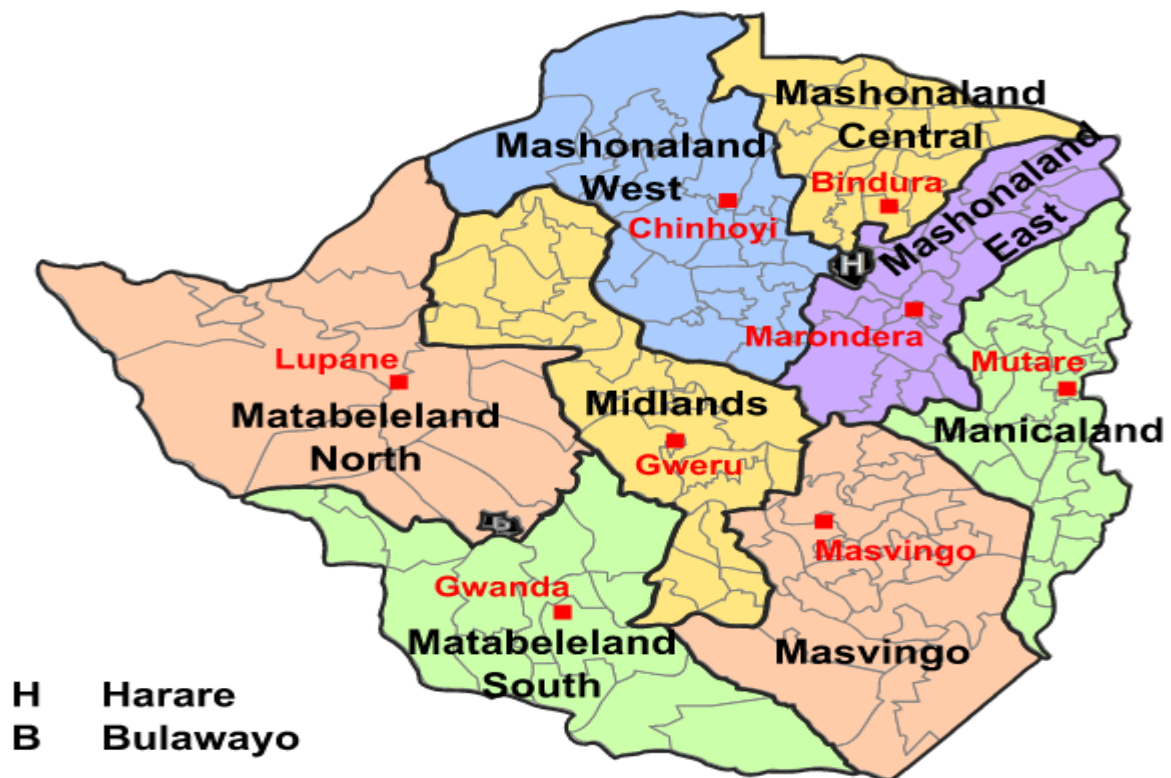 Mashonaland
Central
Mashonaland
West
Bindura
Chinhoyi
Mashonaland
East
H
Marondera
Lupane
Mutare
Matabeleland
North
Midlands
Manicaland
Gweru
B
Masvingo
Gwanda
Matabeleland
South
Masvingo
H Harare
B Bulawayo